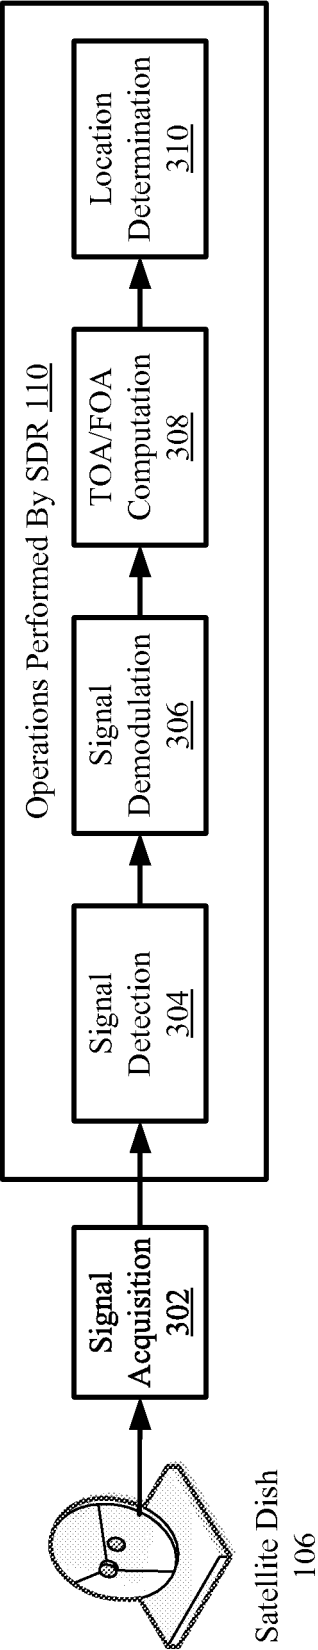 Operations Performed By SDR 110
Satellite Dish
106
Signal
Acquisition
302
Signal
Detection
304
Signal
Demodulation
306
TOA/FOA
Computation
308
Location
Determination
310